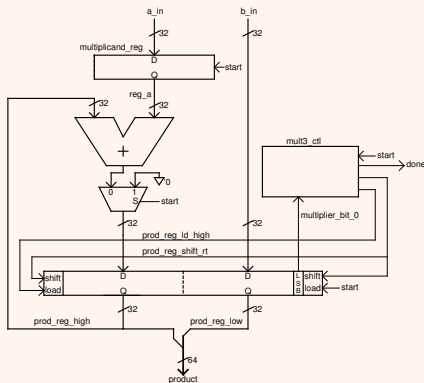 a_in
b_in
32
32
multiplicand_reg
D
Q
start
reg_a
32
32
+
0
1
0
S
start
mult3_ctl
start
done
multiplier_bit_0
32
32
prod_reg_ld_high
prod_reg_shift_rt
shift
load
D
Q
D
Q
L
S
B
shift
load
start
prod_reg_high
32
prod_reg_low
32
64
product